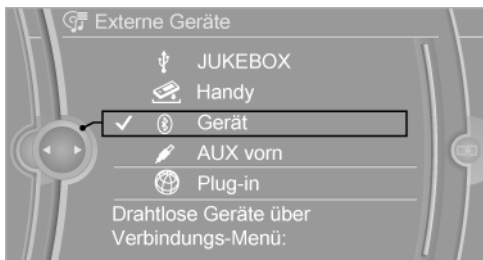 Externe Geräte
JUKEBOX
Handy
Gerät
AUX vorn
Plug-in
Drahtlose Geräte über
Verbindungs-Menü: